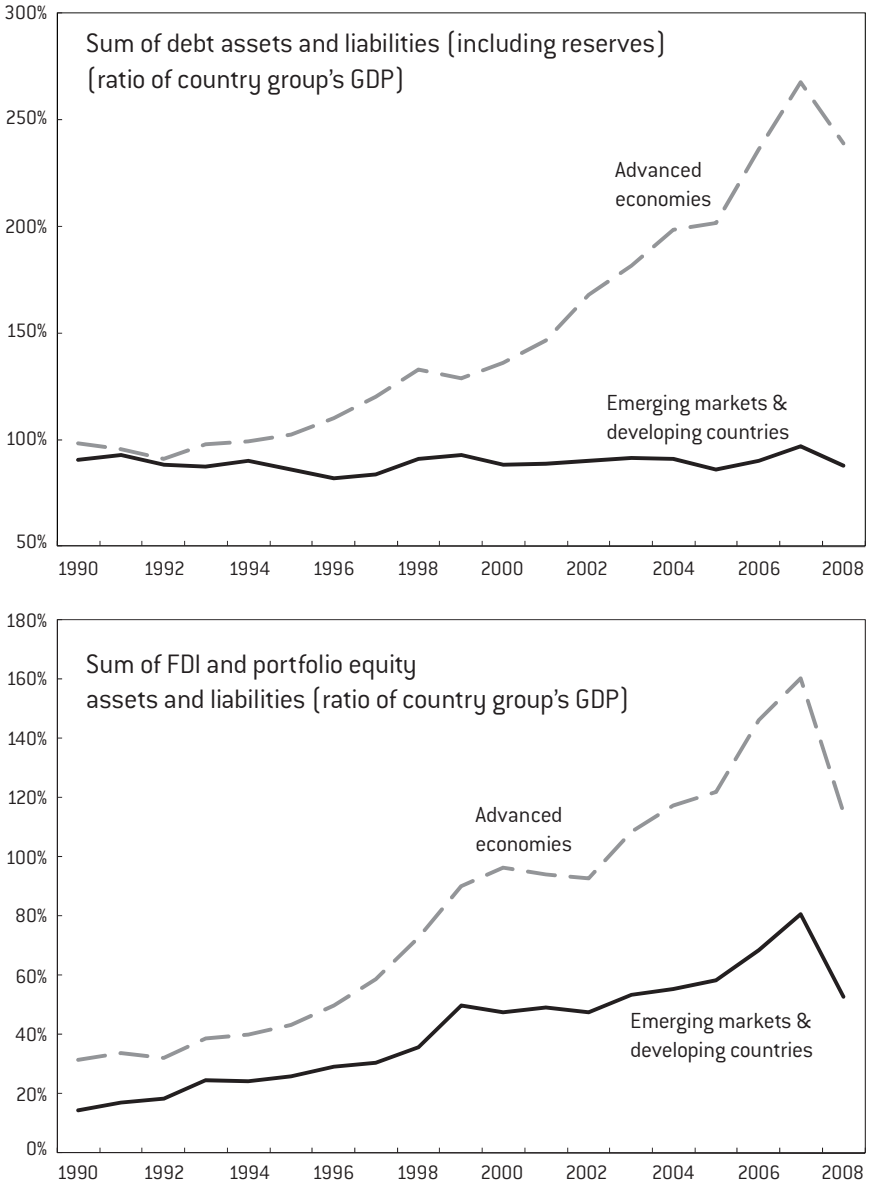 300%
Sum of debt assets and liabilities (including reserves)
(ratio of country group's GDP)
250%
Advanced
economies
200%
150%
Emerging markets &
developing countries
100%
50%
1990 1992 1994 1996 1998 2000 2002 2004 2006 2008
180%
Sum of FDI and portfolio equity
assets and liabilities (ratio of country group's GDP)
160%
140%
120%
Advanced
economies
100%
80%
60%
40%
Emerging markets &
developing countries
20%
0%
1990 1992 1994 1996 1998 2000 2002 2004 2006 2008